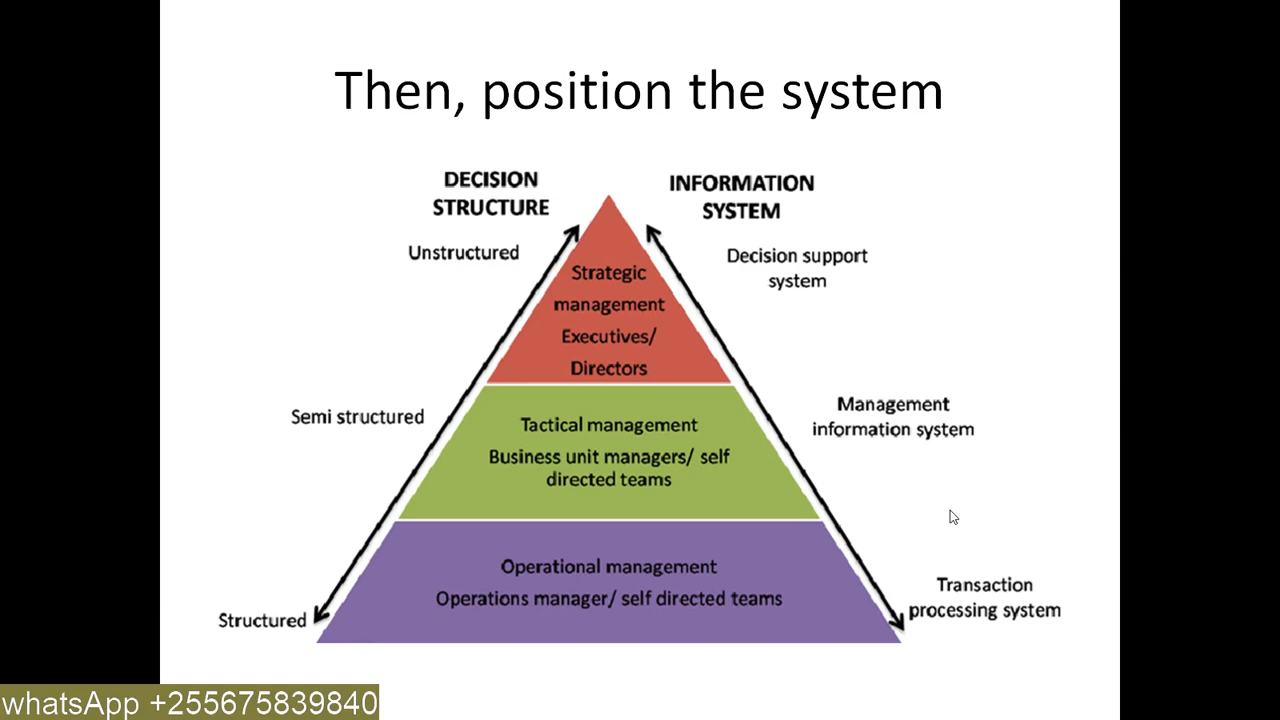 Then, position the system
DECISION
STRUCTURE
INFORMATION
SYSTEM
Unstructured
Decision support
system
Strategic
management
Executives/
Directors
Semi structured
Management
information system
Tactical management
Business unit managers/ self
directed teams
Operational management
Operations manager/ self directed teams
Structured
Transaction
processing system
whatsApp +255675839840